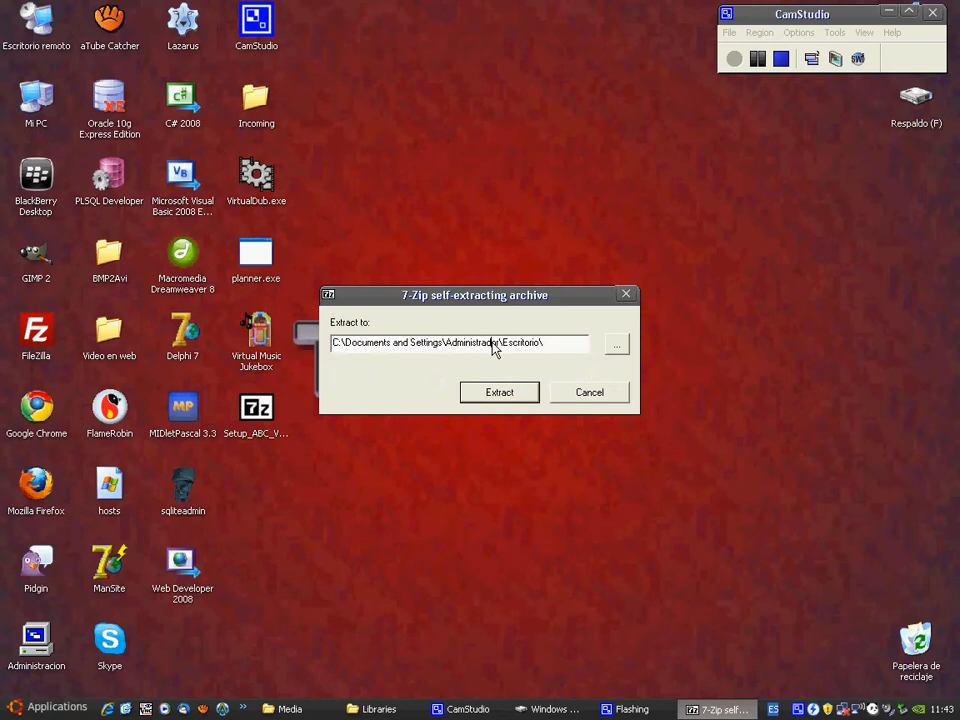 Escritorio remoto
aTube Catcher
Lazarus
CamStudio
CamStudio
File Region Options Tools View Help
Mi PC
Oracle 10g
Express Edition
C# 2008
Incoming
Respaldo (F)
BlackBerry
Desktop
PLSQL Developer
Microsoft Visual
Basic 2008 E...
VirtualDub.exe
GIMP 2
BMP2Avi
Macromedia
Dreamweaver 8
planner.exe
7-Zip self-extracting archive
Extract to:
C:\Documents and Settings\Administrador\Escritorio\
...
Extract
Cancel
FileZilla
Video en web
Delphi 7
Virtual Music
Jukebox
Google Chrome
FlameRobin
MIDletPascal 3.3
Setup_ABC_V...
Mozilla Firefox
hosts
sqliteadmin
Pidgin
ManSite
Web Developer
2008
Administracion
Skype
Papelera de
reciclaje
Applications
Media
Libraries
CamStudio
Windows ...
Flashing
7-Zip self...
ES
11:43